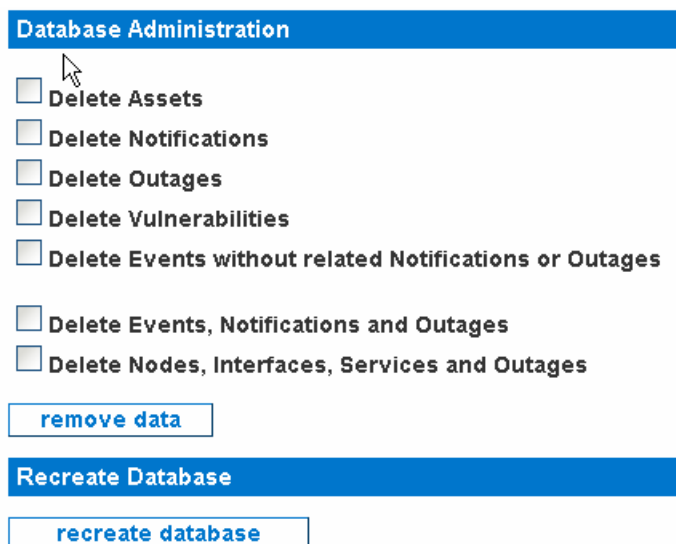 Database Administration
Delete Assets
Delete Notifications
Delete Outages
Delete Vulnerabilities
Delete Events without related Notifications or Outages
Delete Events, Notifications and Outages
Delete Nodes, Interfaces, Services and Outages
remove data
Recreate Database
recreate database